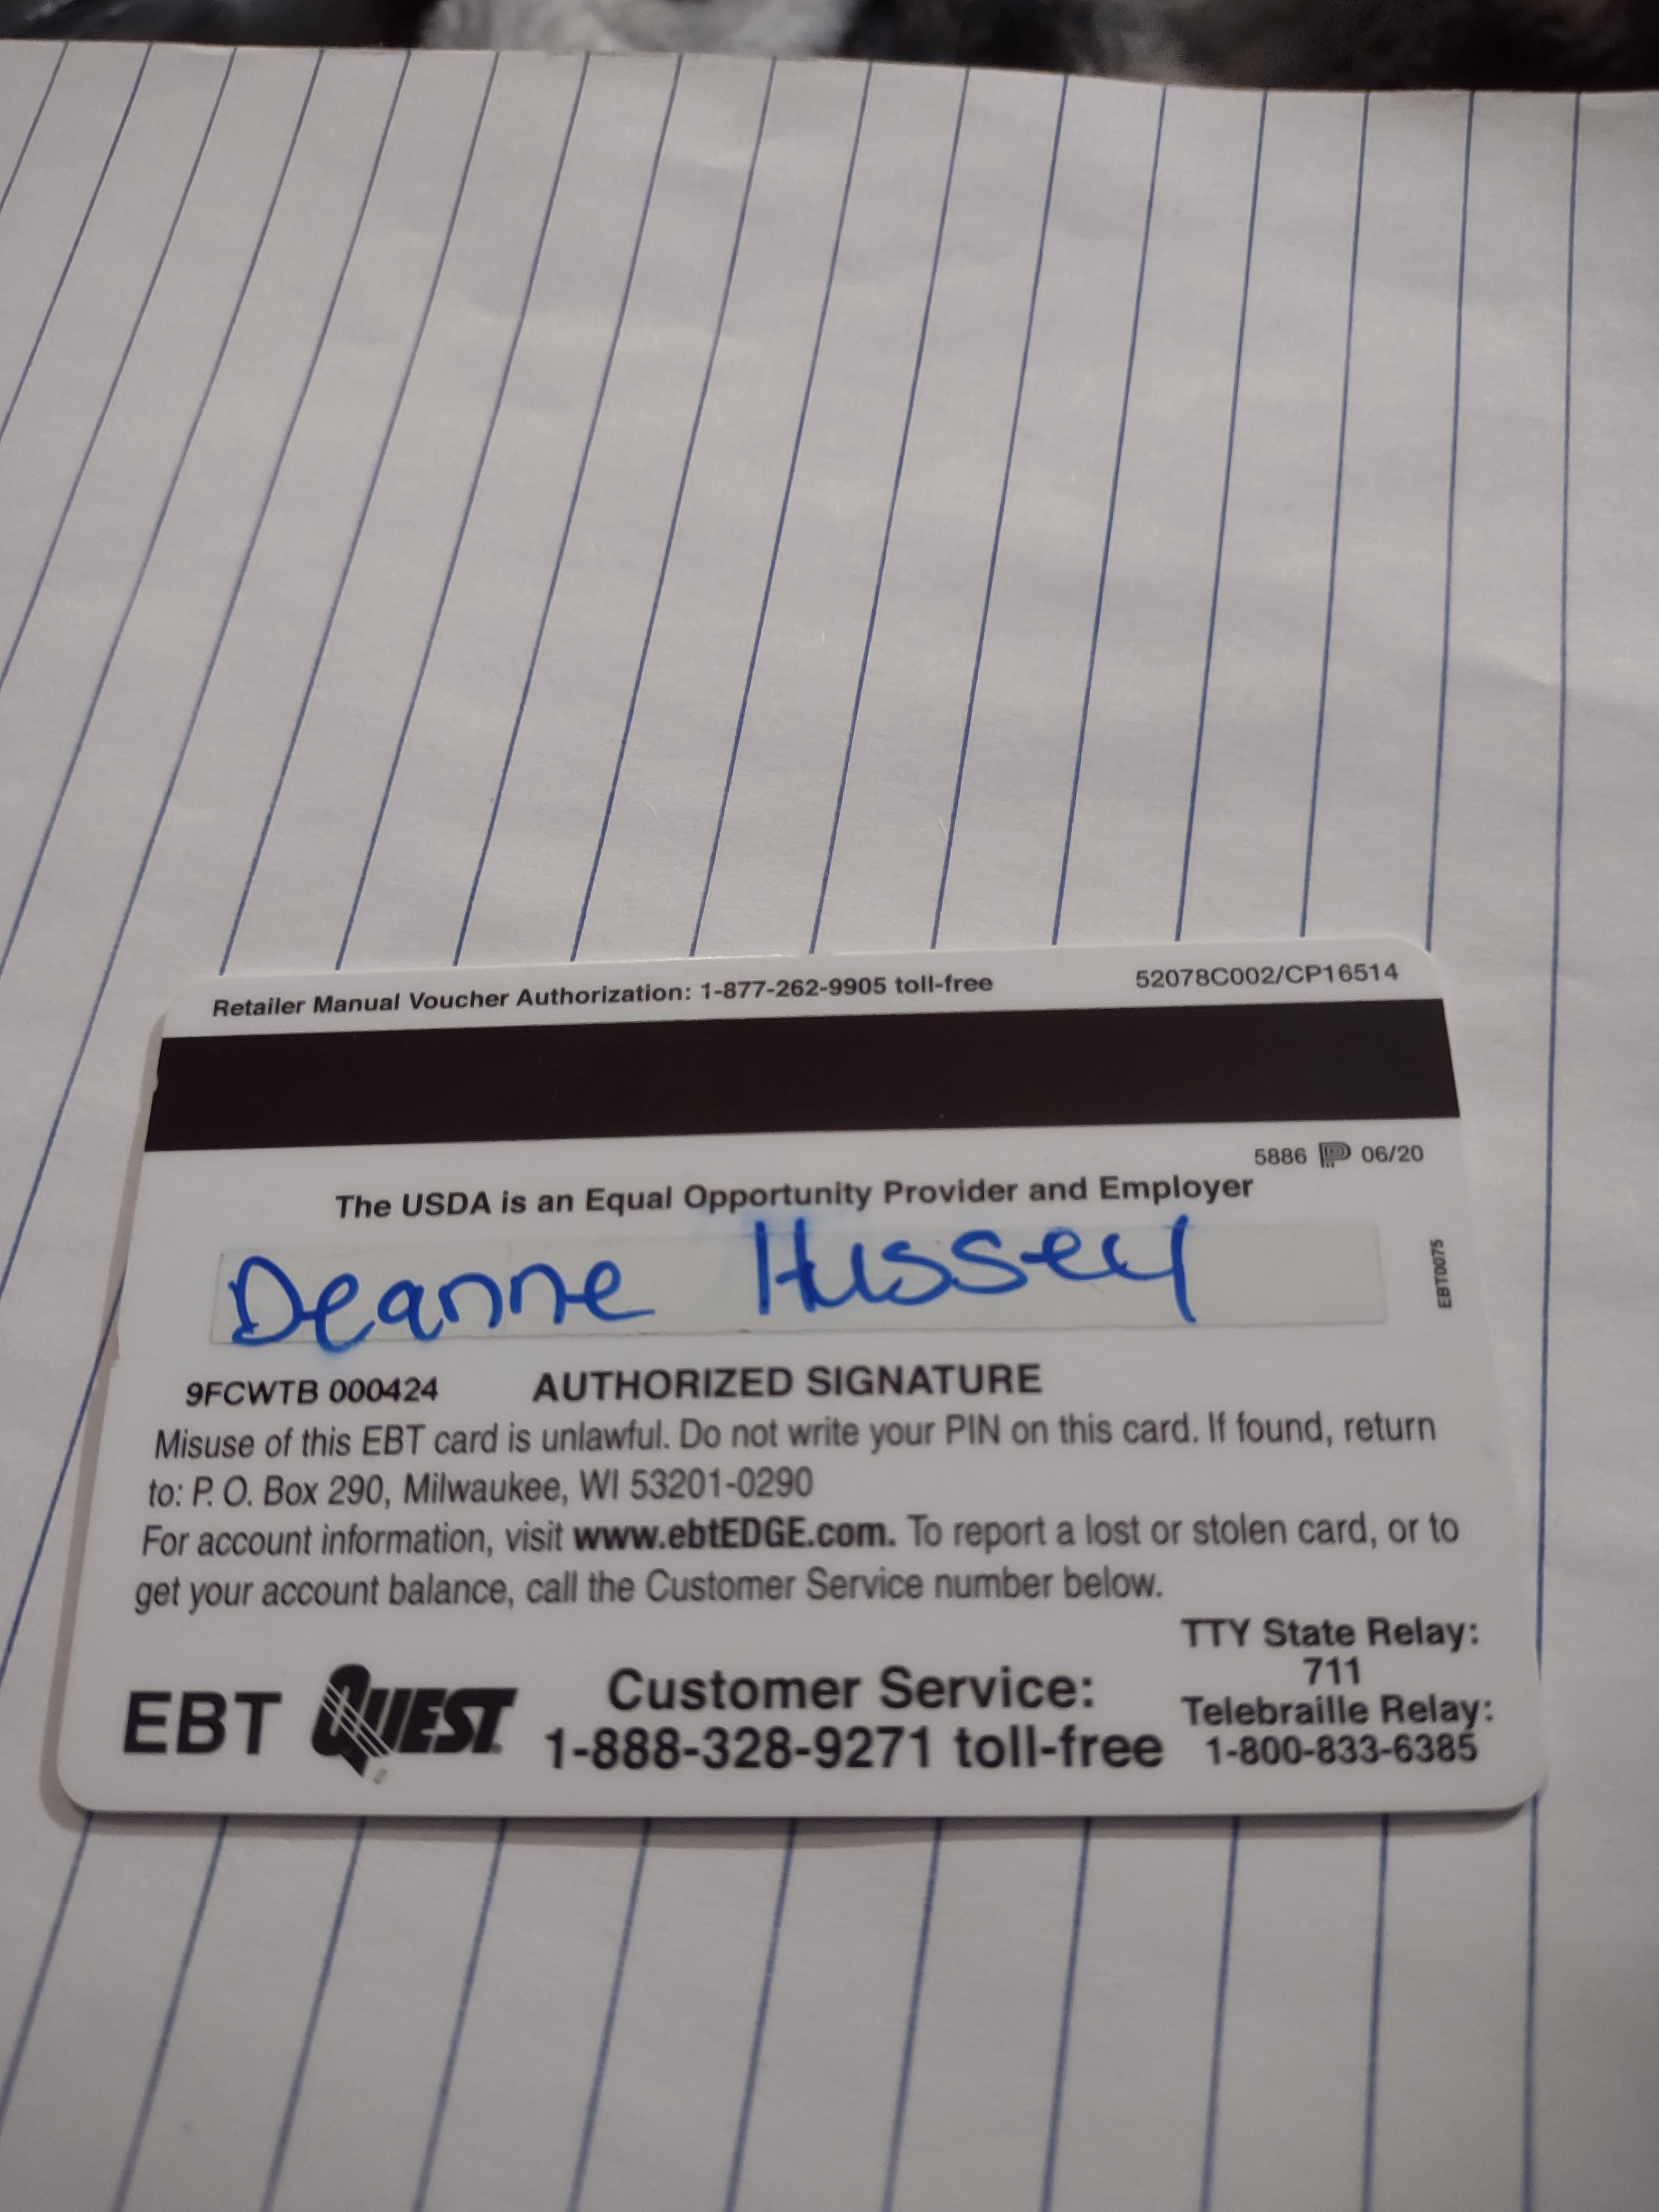 Retailer Manual Voucher Authorization: 1-877-262-9905 toll-free 52078C002/CP16514
5886 06/20
The USDA is an Equal Opportunity Provider and Employer
Deanne Hussey
EBT0075
9FCWTB 000424 AUTHORIZED SIGNATURE
Misuse of this EBT card is unlawful. Do not write your PIN on this card. If found, return
to: P. O. Box 290, Milwaukee, WI 53201-0290
For account information, visit www.ebtEDGE.com. To report a lost or stolen card, or to
get your account balance, call the Customer Service number below.
EBT QUEST
Customer Service:
1-888-328-9271 toll-free
TTY State Relay:
711
Telebraille Relay:
1-800-833-6385